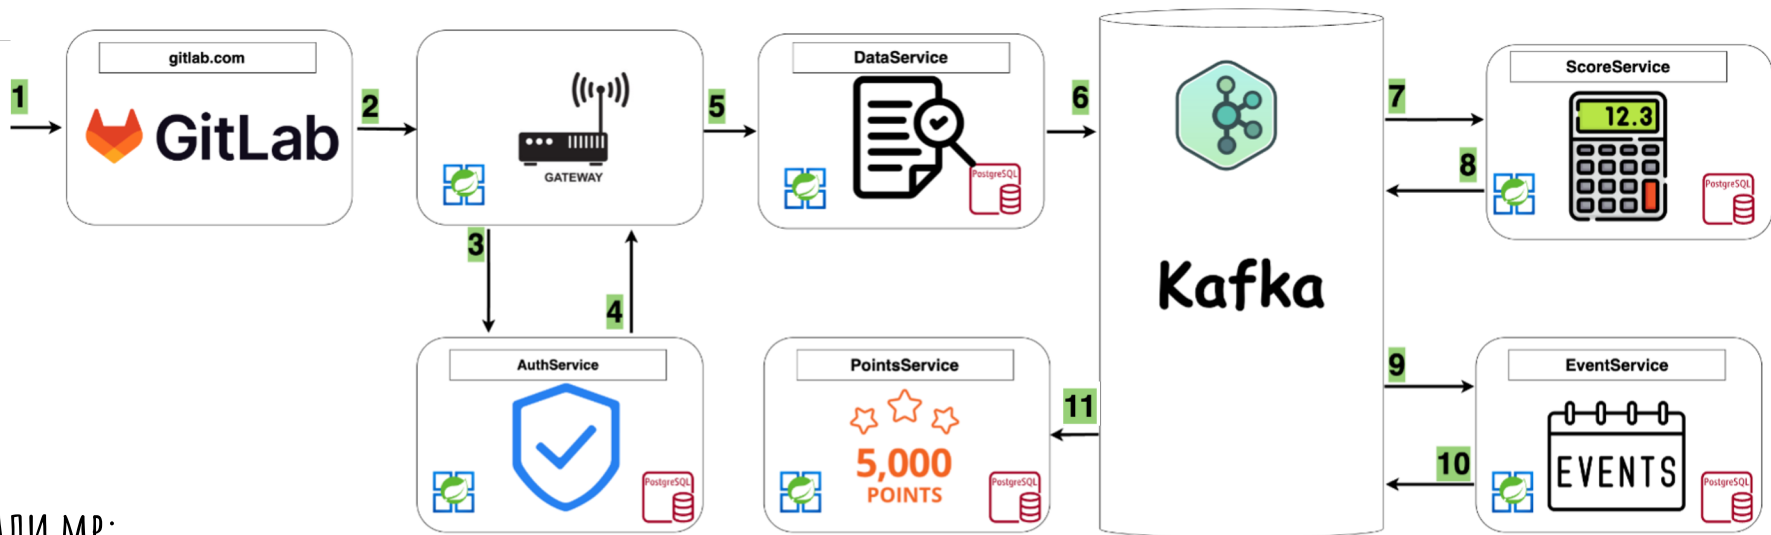 1
gitlab.com
GitLab
2
GATEWAY
3
4
5
DataService
PostgreSQL
6
Kafka
7
8
ScoreService
12.3
PostgreSQL
AuthService
PostgreSQL
PointsService
5,000
POINTS
PostgreSQL
11
9
10
EventService
EVENTS
PostgreSQL
MR: